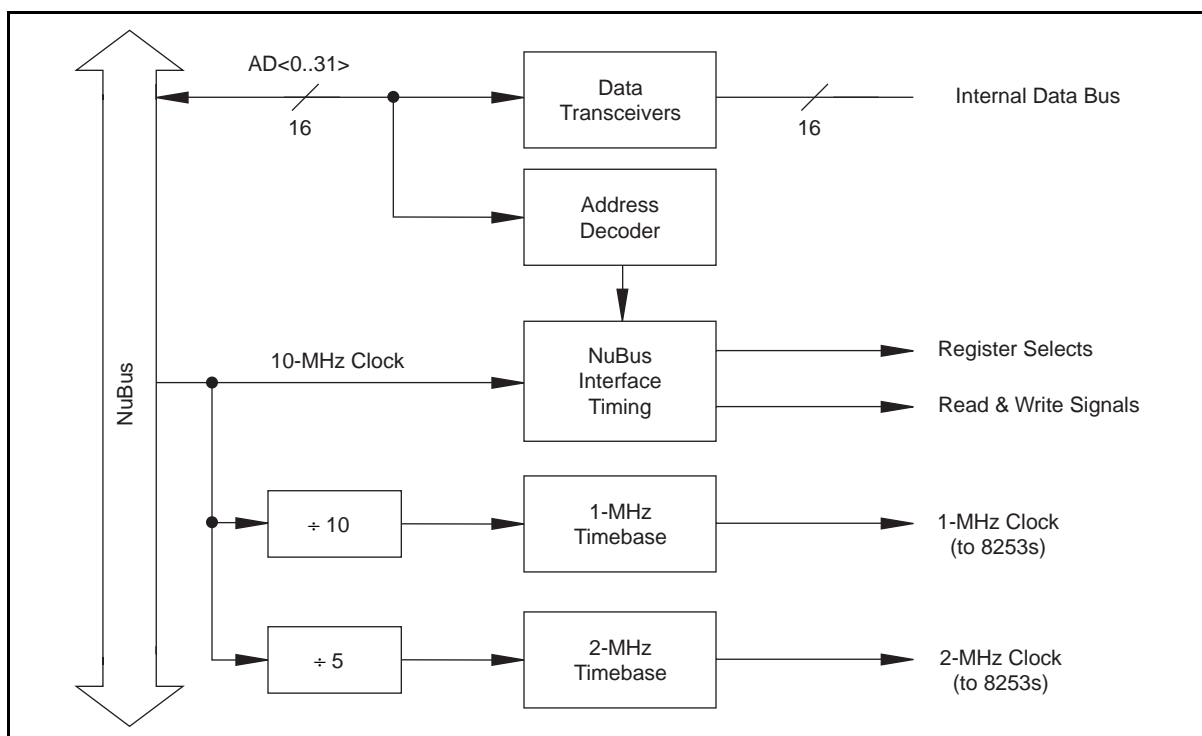 AD<0..31>
16
Data
Transceivers
16
Internal Data Bus
Address
Decoder
NuBus
10-MHz Clock
NuBus
Interface
Timing
Register Selects
Read & Write Signals
÷ 10
1-MHz
Timebase
1-MHz Clock
(to 8253s)
÷ 5
2-MHz
Timebase
2-MHz Clock
(to 8253s)